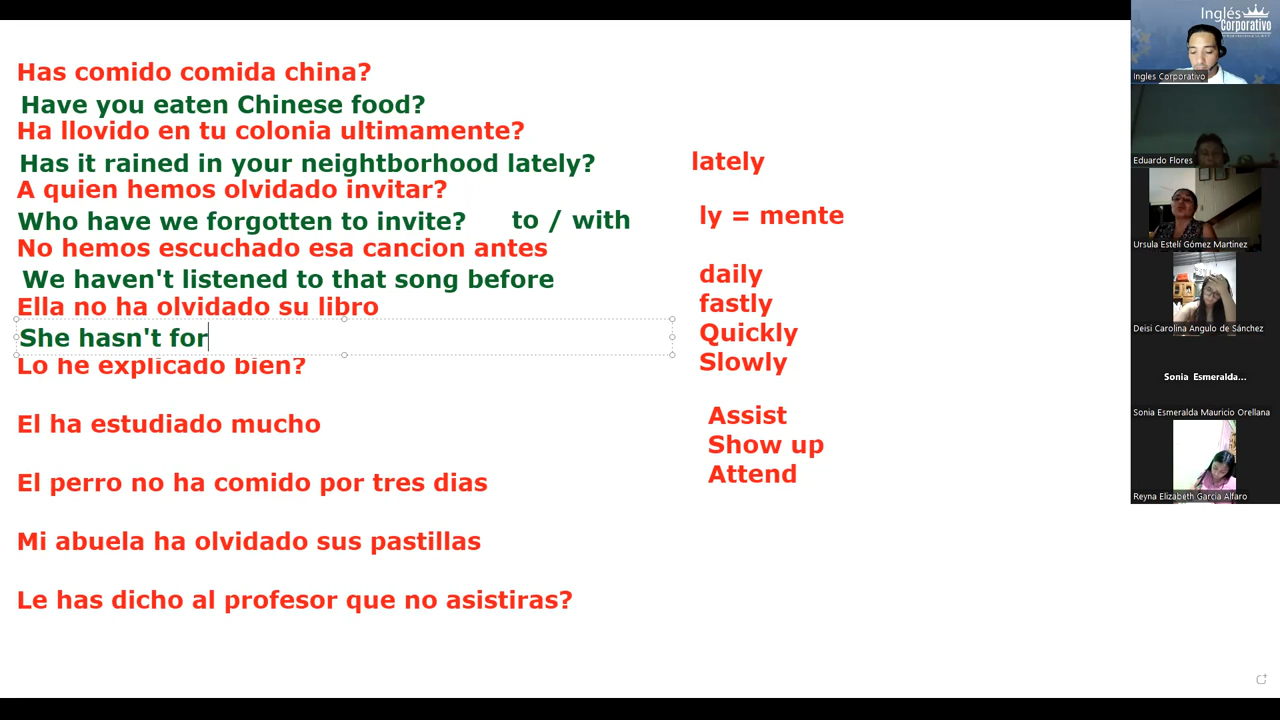 Has comido comida china?
Have you eaten Chinese food?
Ha llovido en tu colonia ultimamente?
Has it rained in your neighborhood lately?
A quien hemos olvidado invitar?
Who have we forgotten to invite? to / with
No hemos escuchado esa cancion antes
We haven't listened to that song before
Ella no ha olvidado su libro
She hasn't for
Lo he explicado bien?
El ha estudiado mucho
El perro no ha comido por tres dias
Mi abuela ha olvidado sus pastillas
Le has dicho al profesor que no asistiras?
lately
ly = mente
daily
fastly
Quickly
Slowly
Assist
Show up
Attend
Inglés
Corporativo
Ingles Corporativo
Eduardo Flores
Ursula Estelí Gómez Martinez
Deisi Carolina Angulo de Sánchez
Sonia Esmeralda...
Sonia Esmeralda Mauricio Orellana
Reyna Elizabeth Garcia Alfaro